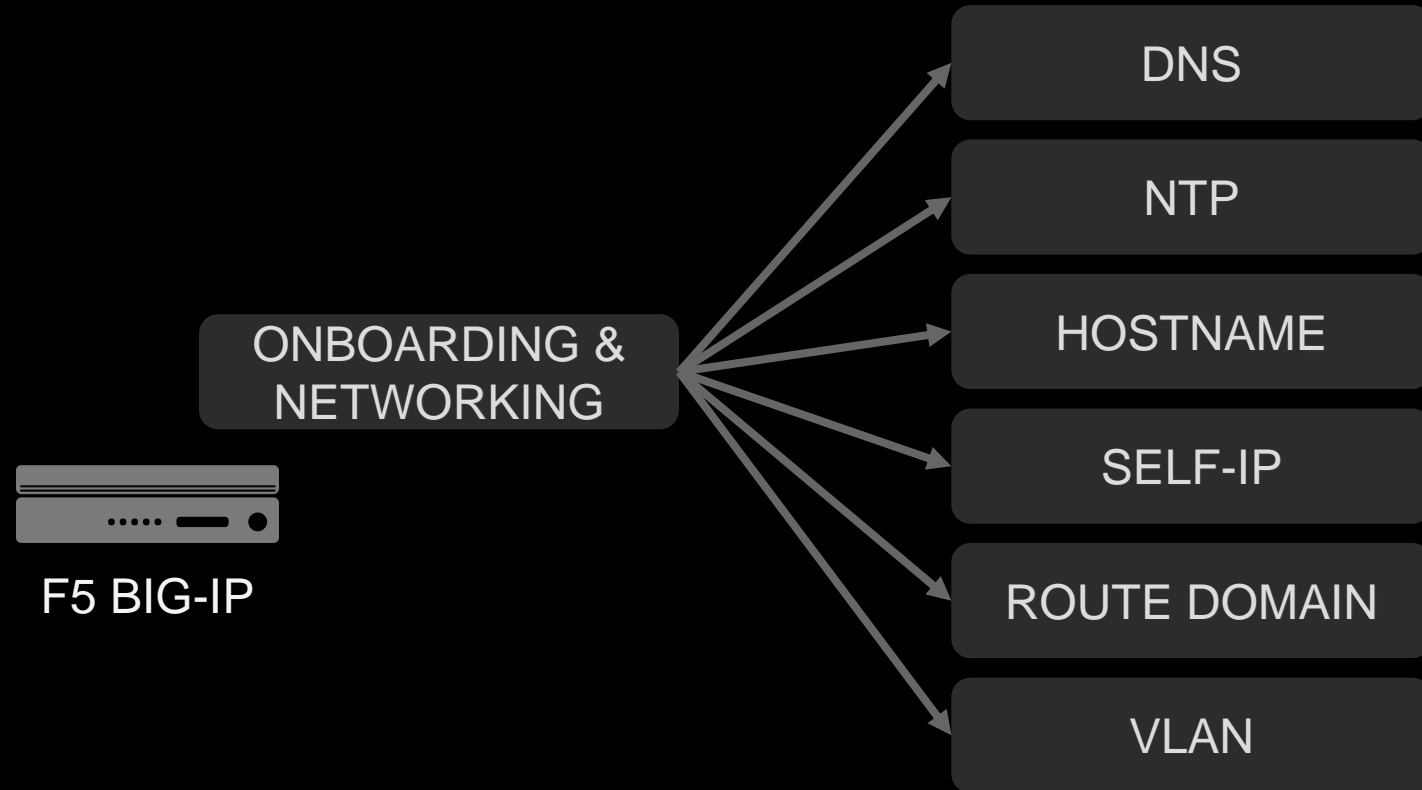 ONBOARDING &
NETWORKING
F5 BIG-IP
DNS
NTP
HOSTNAME
SELF-IP
ROUTE DOMAIN
VLAN